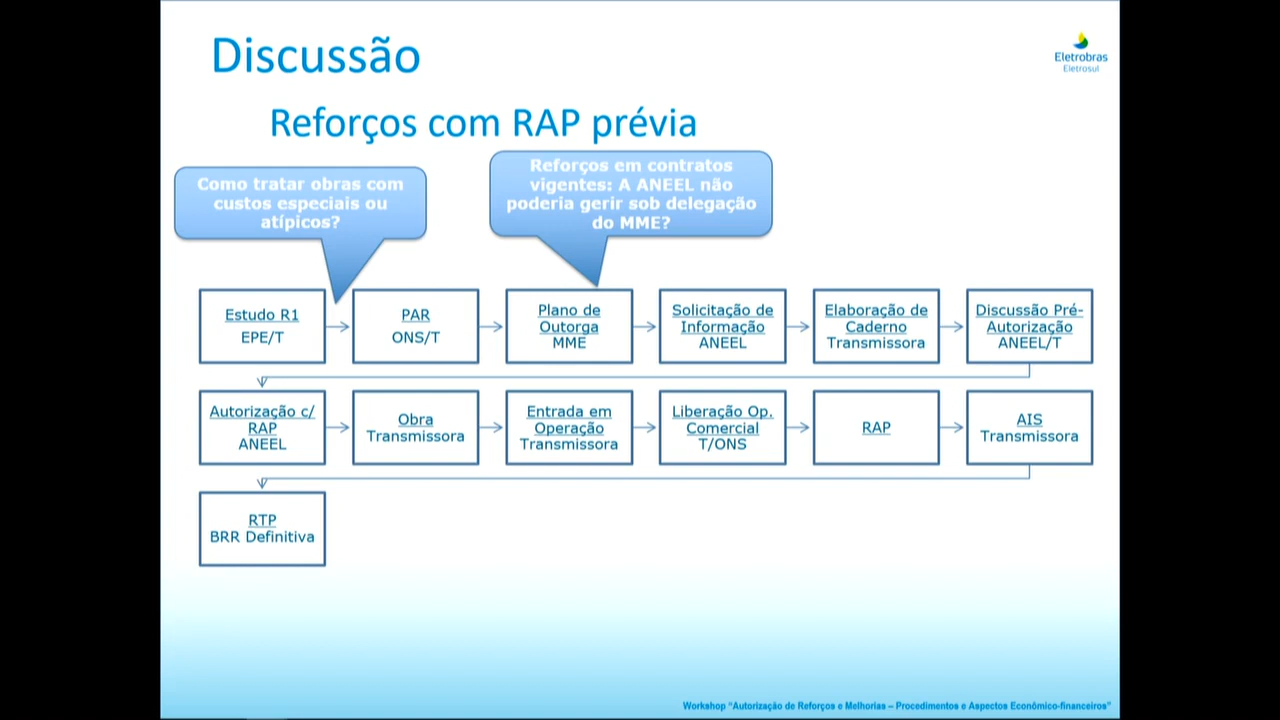 Discussão
Eletrobras
Eletrosul
Reforços com RAP prévia
Como tratar obras com
custos especiais ou
atípicos?
Reforços em contratos
vigentes: A ANEEL não
poderia gerir sob delegação
do MME?
Estudo R1
EPE/T
PAR
ONS/T
Plano de
Outorga
MME
Solicitação de
Informação
ANEEL
Elaboração de
Caderno
Transmissora
Discussão Pré-
Autorização
ANEEL/T
Autorização c/
RAP
ANEEL
Obra
Transmissora
Entrada em
Operação
Transmissora
Liberação Op.
Comercial
T/ONS
RAP
AIS
Transmissora
RTP
BRR Definitiva
Workshop “Autorização de Reforços e Melhorias – Procedimentos e Aspectos Econômico-financeiros”